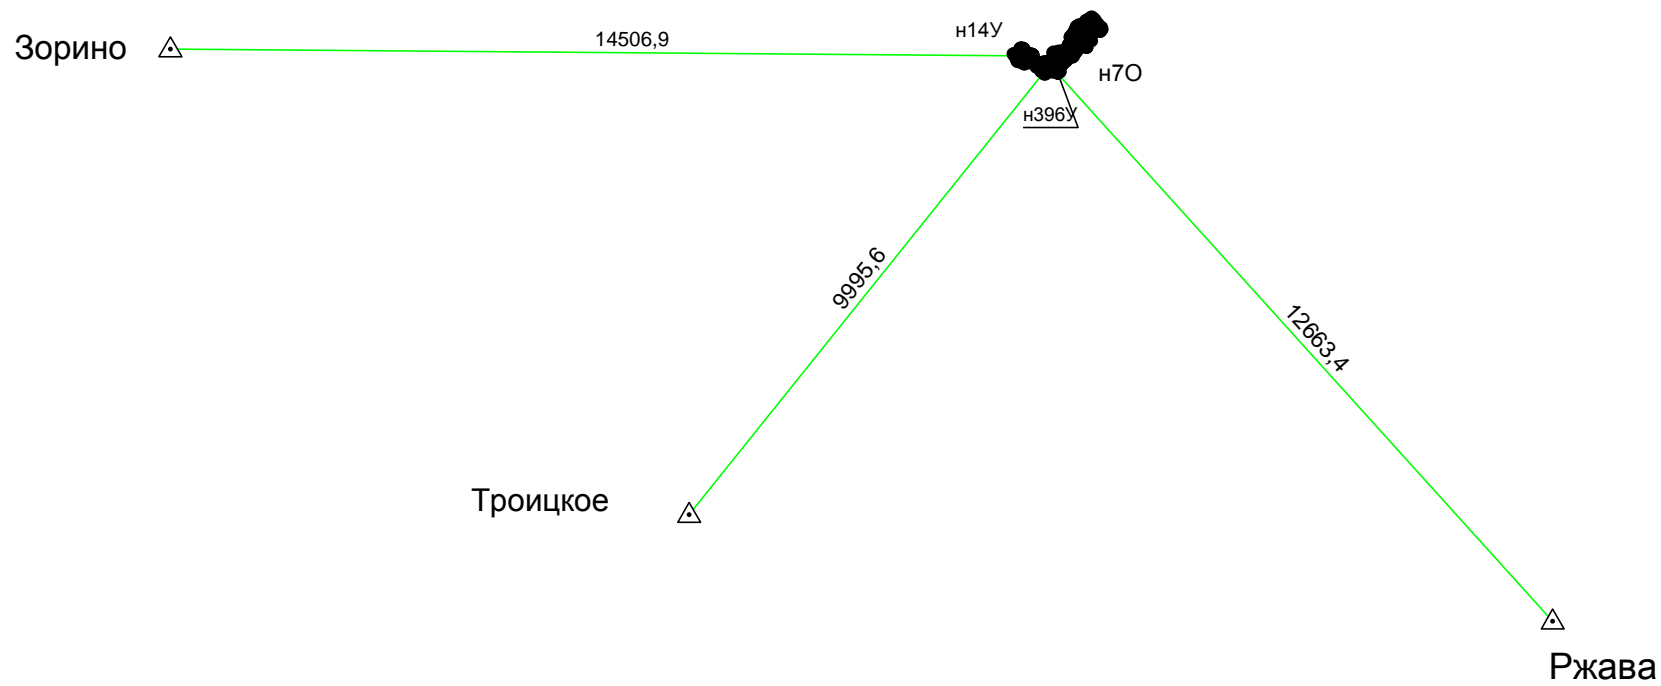 н14У
14506,9
Зорино
н7О
н396У
9995,6
12663,4
Троицкое
Ржава